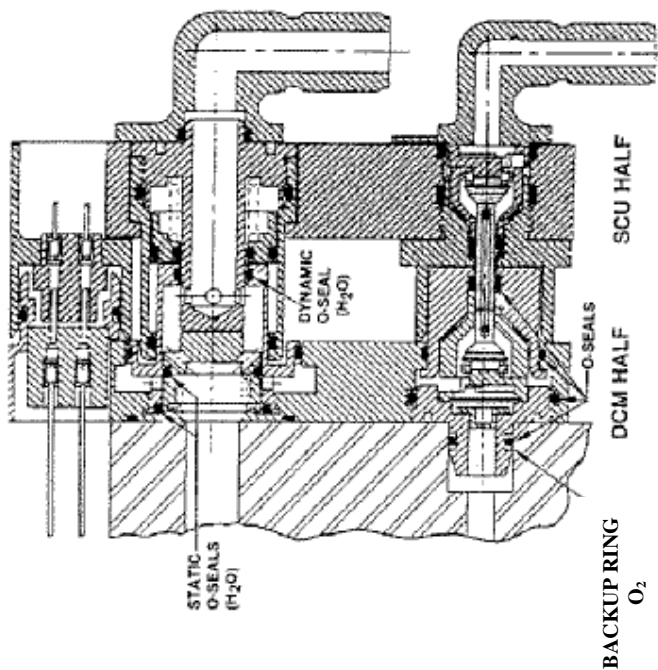 SCU HALF
DCM HALF
DYNAMIC
O-SEAL
(H₂O)
O-SEALS
STATIC
O-SEALS
(H₂O)
BACKUP RING
O₂